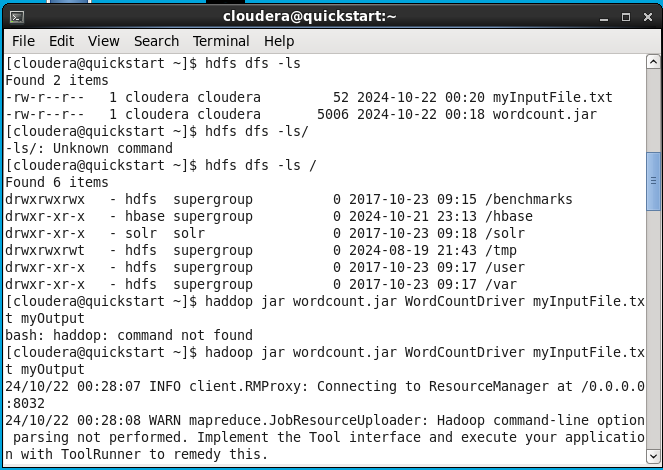 cloudera@quickstart:~
File Edit View Search Terminal Help
[cloudera@quickstart ~]$ hdfs dfs -ls
Found 2 items
-rw-r--r--   1 cloudera cloudera         52 2024-10-22 00:20 myInputFile.txt
-rw-r--r--   1 cloudera cloudera       5006 2024-10-22 00:18 wordcount.jar
[cloudera@quickstart ~]$ hdfs dfs -ls/
-ls/: Unknown command
[cloudera@quickstart ~]$ hdfs dfs -ls /
Found 6 items
drwxrwxrwx   - hdfs  supergroup          0 2017-10-23 09:15 /benchmarks
drwxr-xr-x   - hbase supergroup          0 2024-10-21 23:13 /hbase
drwxr-xr-x   - solr  solr                0 2017-10-23 09:18 /solr
drwxrwxrwt   - hdfs  supergroup          0 2024-08-19 21:43 /tmp
drwxr-xr-x   - hdfs  supergroup          0 2017-10-23 09:17 /user
drwxr-xr-x   - hdfs  supergroup          0 2017-10-23 09:17 /var
[cloudera@quickstart ~]$ haddop jar wordcount.jar WordCountDriver myInputFile.tx
t myOutput
bash: haddop: command not found
[cloudera@quickstart ~]$ hadoop jar wordcount.jar WordCountDriver myInputFile.tx
t myOutput
24/10/22 00:28:07 INFO client.RMProxy: Connecting to ResourceManager at /0.0.0.0
:8032
24/10/22 00:28:08 WARN mapreduce.JobResourceUploader: Hadoop command-line option
 parsing not performed. Implement the Tool interface and execute your applicatio
n with ToolRunner to remedy this.